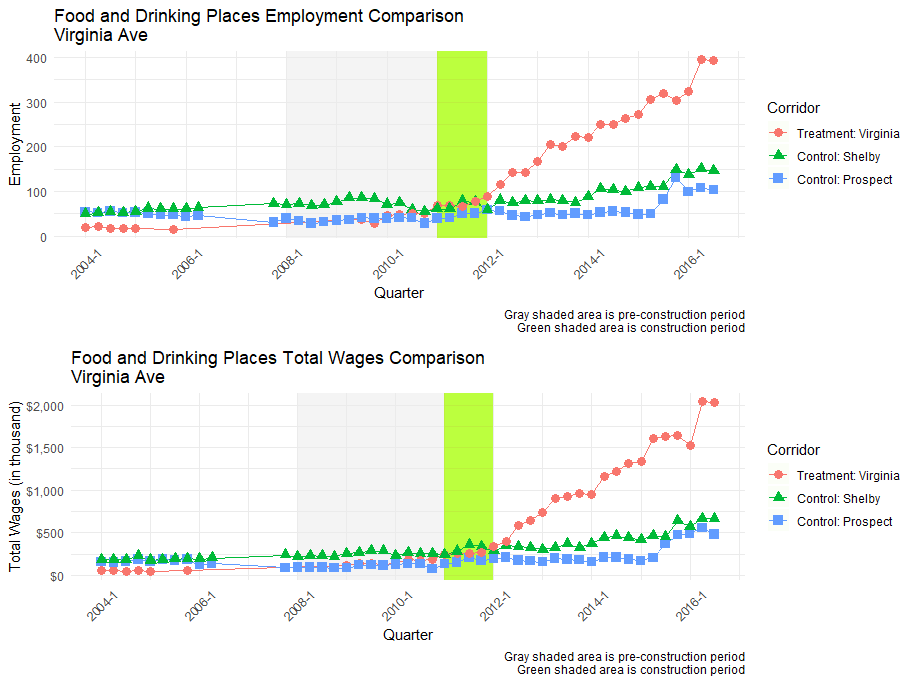 Food and Drinking Places Employment Comparison
Virginia Ave
400
300
200
100
0
Employment
2004-1
2006-1
2008-1
2010-1
2012-1
2014-1
2016-1
Quarter
Corridor
Treatment: Virginia
Control: Shelby
Control: Prospect
Gray shaded area is pre-construction period
Green shaded area is construction period
Food and Drinking Places Total Wages Comparison
Virginia Ave
$2,000
$1,500
$1,000
$500
$0
Total Wages (in thousand)
2004-1
2006-1
2008-1
2010-1
2012-1
2014-1
2016-1
Quarter
Corridor
Treatment: Virginia
Control: Shelby
Control: Prospect
Gray shaded area is pre-construction period
Green shaded area is construction period